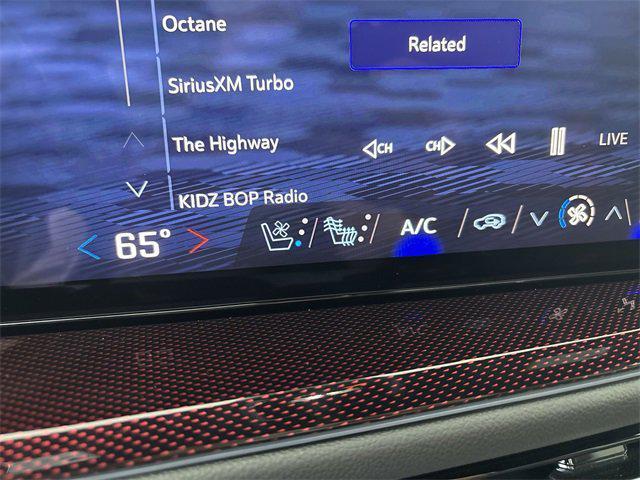 Octane
Related
SiriusXM Turbo
The Highway
CH
CH
LIVE
KIDZ BOP Radio
65°
A/C